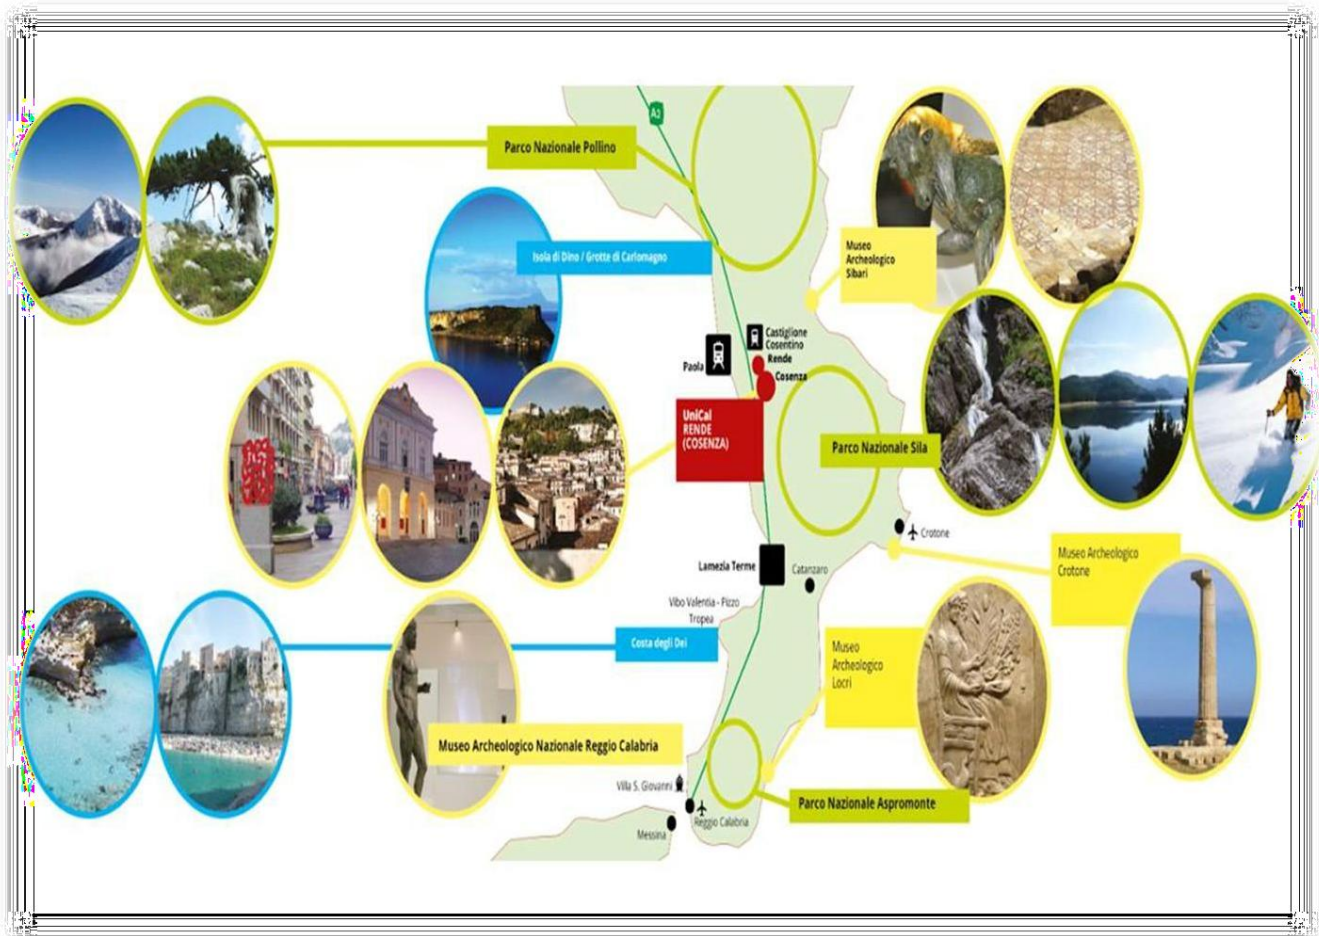 A2
Parco Nazionale Pollino
Museo
Archeologico
Sibari
Isola di Dino / Grotte di Carlomagno
Castiglione
Cosentino
Rende
Paola
Cosenza
UniCal
RENDE
(COSENZA)
Parco Nazionale Sila
Crotone
Museo Archeologico
Crotone
Lamezia Terme
Catanzaro
Vibo Valentia - Pizzo
Tropea
Costa degli Dei
Museo
Archeologico
Locri
Museo Archeologico Nazionale Reggio Calabria
Villa S. Giovanni
Parco Nazionale Aspromonte
Reggio Calabria
Messina